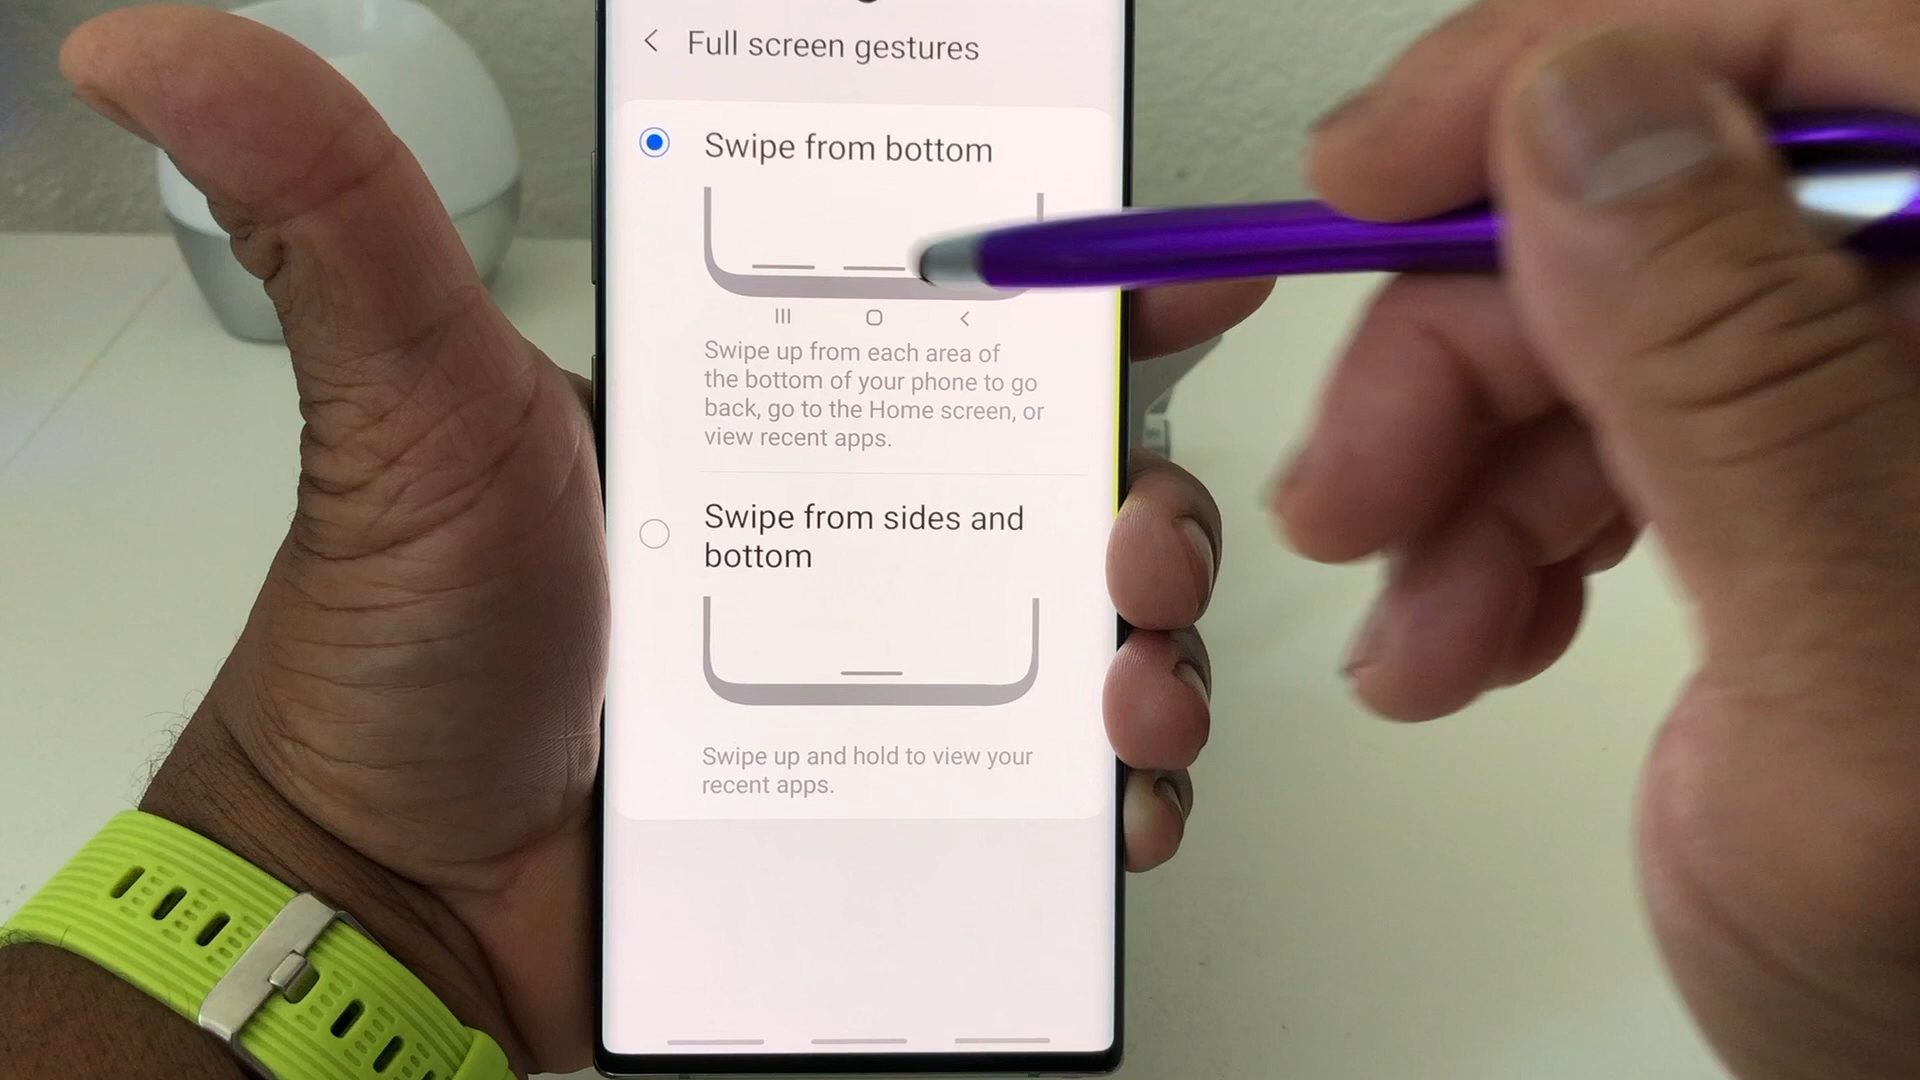 Full screen gestures
Swipe from bottom
Swipe up from each area of
the bottom of your phone to go
back, go to the Home screen, or
view recent apps.
Swipe from sides and
bottom
Swipe up and hold to view your
recent apps.